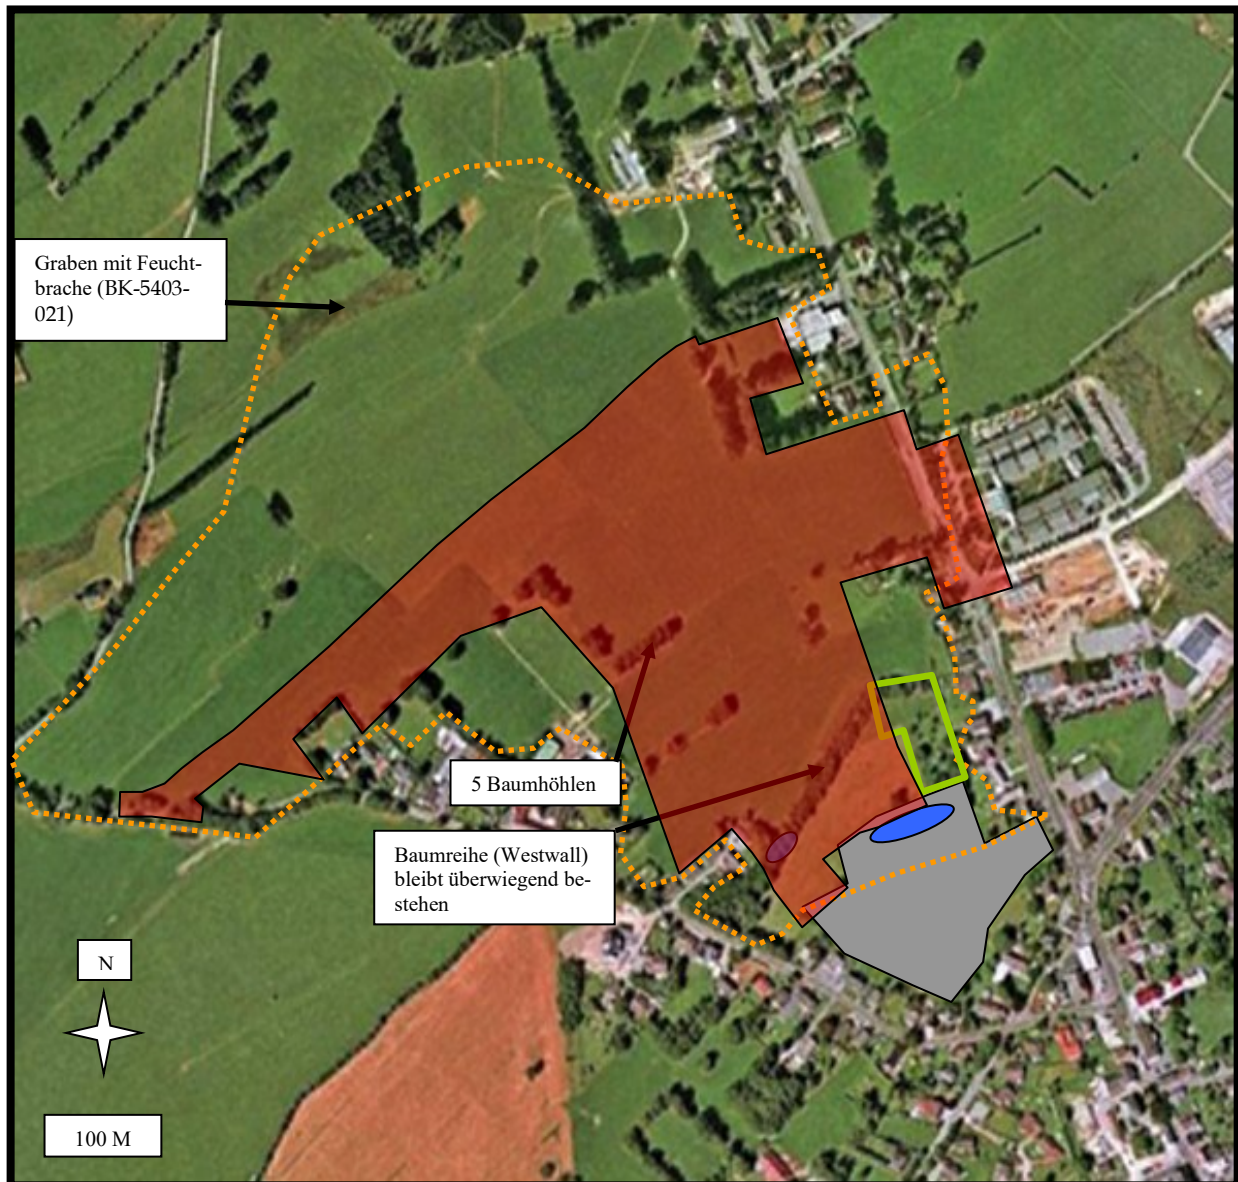 Graben mit Feucht-
brache (BK-5403-
021)
5 Baumhöhlen
Baumreihe (Westwall)
bleibt überwiegend be-
stehen
N
100 M